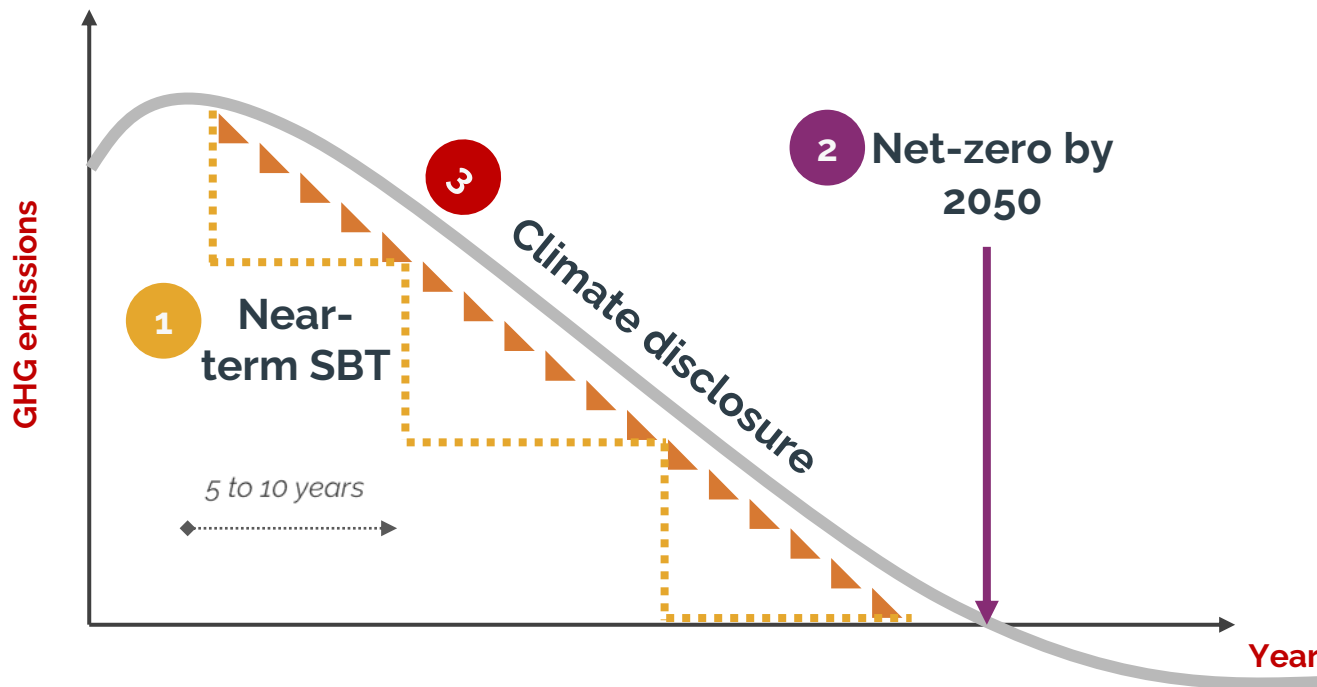 GHG emissions
1
Near-
term SBT
5 to 10 years
3
Climate disclosure
2
Net-zero by
2050
Year